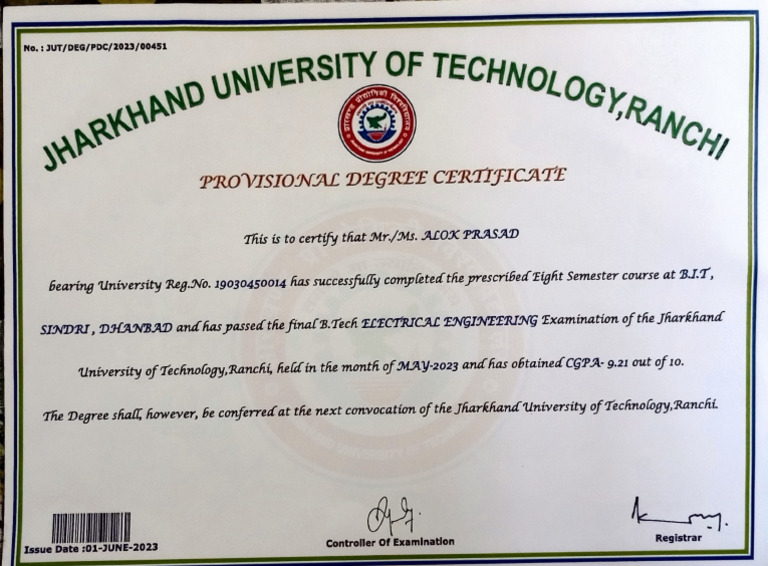 No. : JUT/DEG/PDC/2023/00451
JHARKHAND UNIVERSITY OF TECHNOLOGY,RANCHI
PROVISIONAL DEGREE CERTIFICATE
This is to certify that Mr./Ms. ALOK PRASAD
bearing University Reg.No. 19030450014 has successfully completed the prescribed Eight Semester course at B.I.T ,
SINDRI , DHANBAD and has passed the final B.Tech ELECTRICAL ENGINEERING Examination of the Jharkhand
University of Technology,Ranchi, held in the month of MAY-2023 and has obtained CGPA- 9.21 out of 10.
The Degree shall, however, be conferred at the next convocation of the Jharkhand University of Technology,Ranchi.
Issue Date :01-JUNE-2023
Controller Of Examination
Registrar